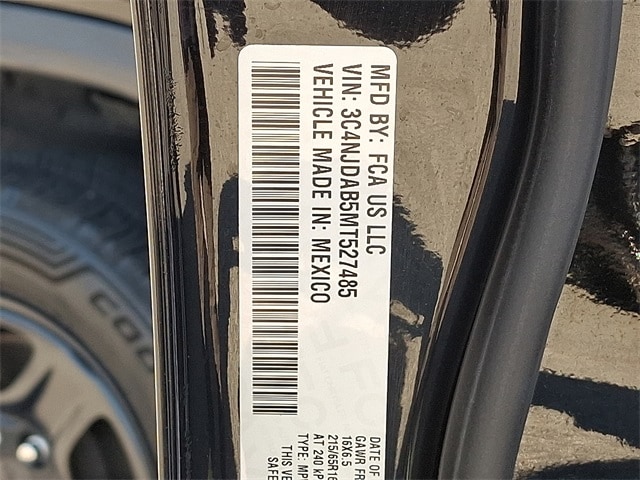 MFD BY: FCA US LLC
VIN: 3C4NJDAB5MT527485
VEHICLE MADE IN: MEXICO
DATE OF
GAWR FR
16X6.5
215/65R16
AT 240 kP
TYPE: MP
THIS VE
SAFE
COO